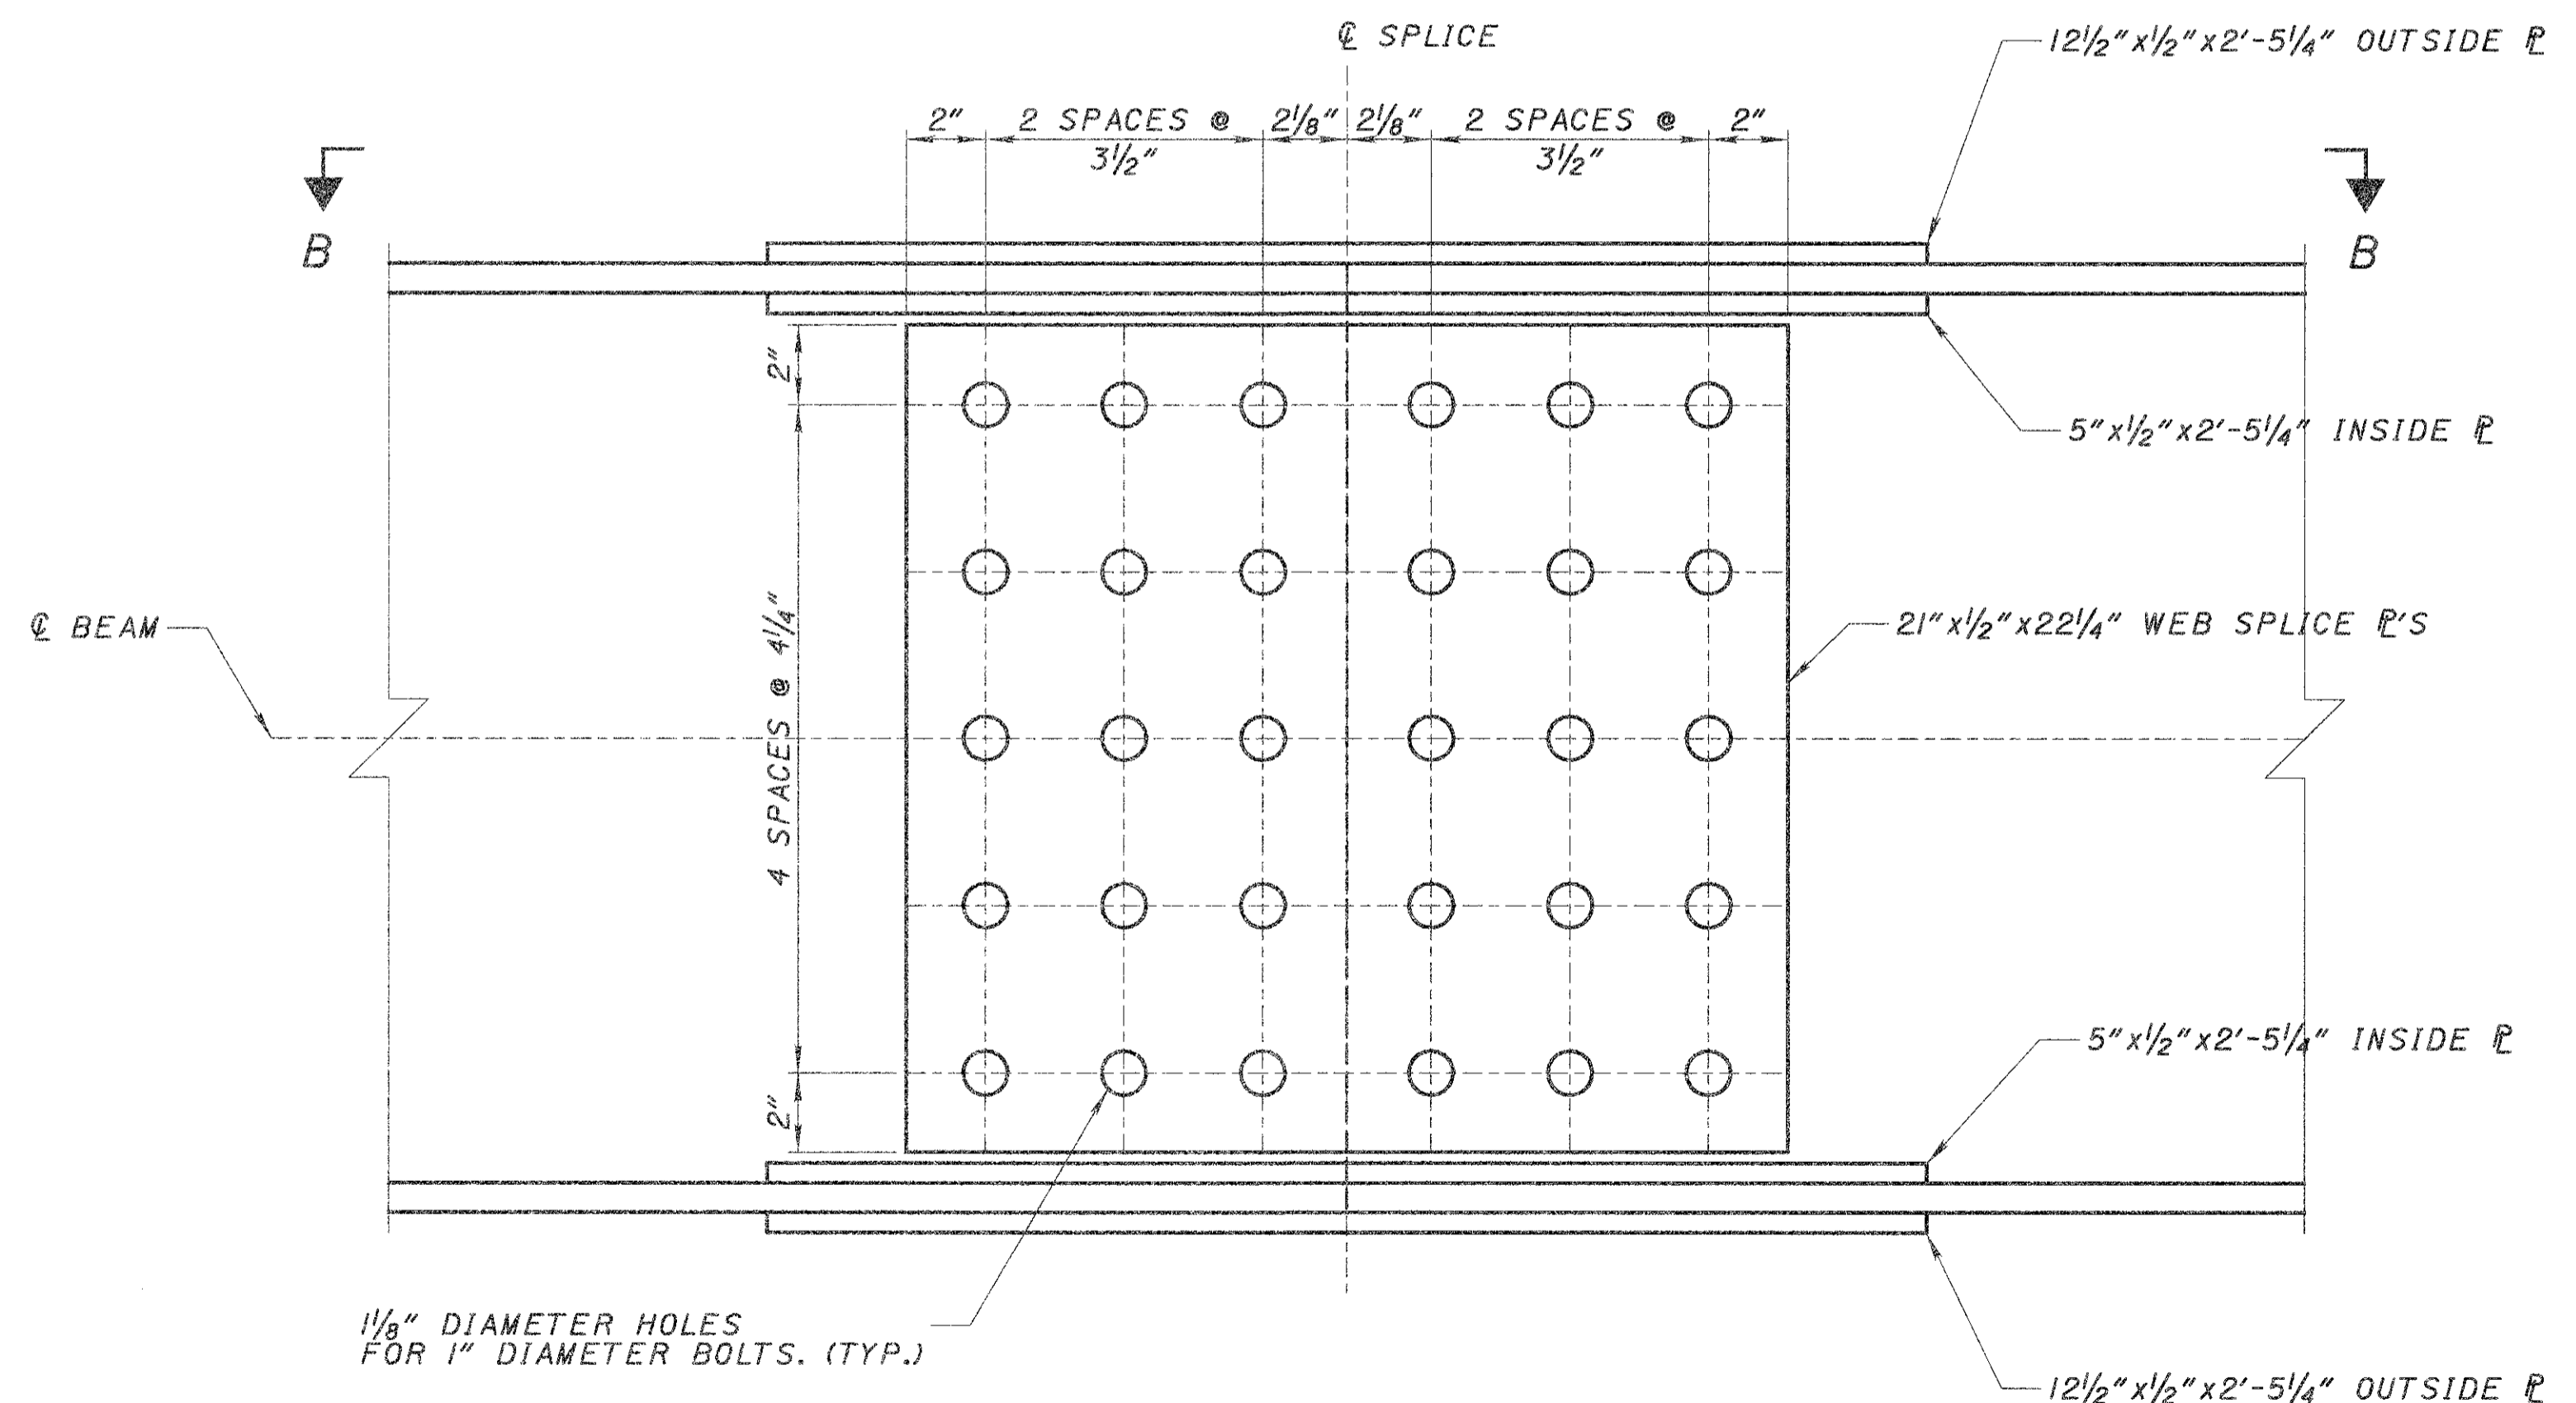 ℄ SPLICE
12½"x½"x2'-5¼" OUTSIDE ⅊
2"
2 SPACES @
3½"
2⅛"
2⅛"
2 SPACES @
3½"
2"
B
B
2"
5"x½"x2'-5¼" INSIDE ⅊
℄ BEAM
4 SPACES @ 4¼"
21"x½"x22¼" WEB SPLICE ⅊'S
5"x½"x2'-5¼" INSIDE ⅊
2"
1⅛" DIAMETER HOLES
FOR 1" DIAMETER BOLTS. (TYP.)
12½"x½"x2'-5¼" OUTSIDE ⅊